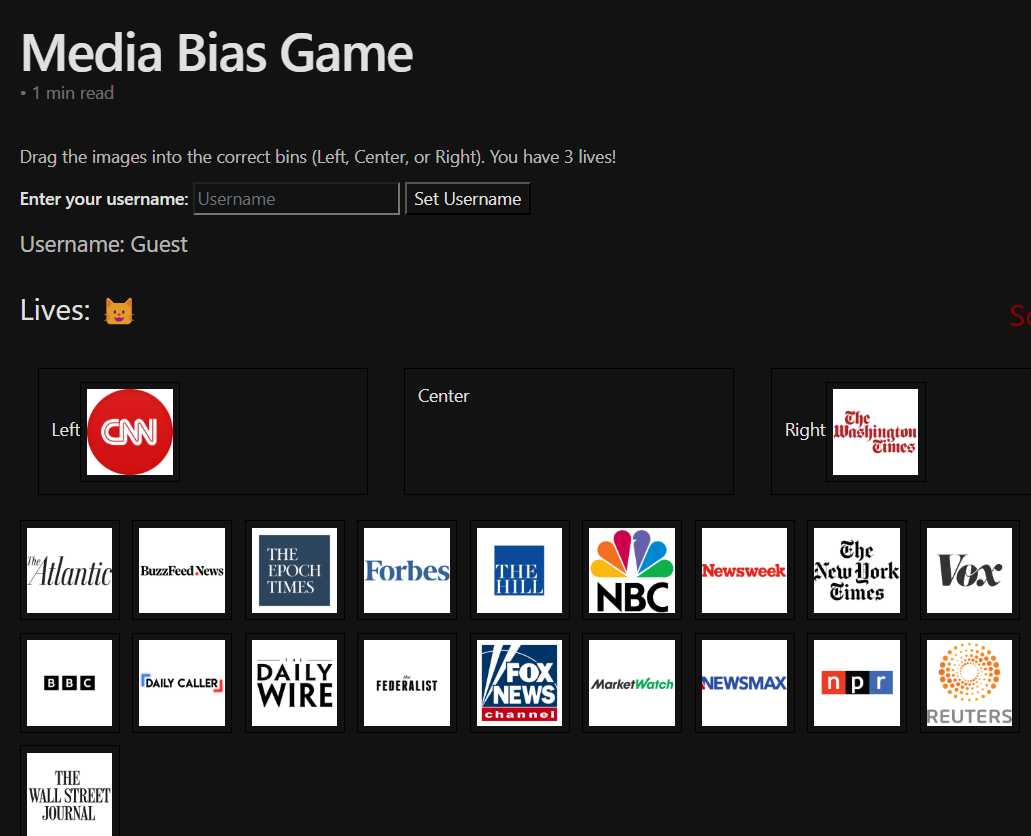 Media Bias Game
• 1 min read
Drag the images into the correct bins (Left, Center, or Right). You have 3 lives!
Enter your username: Username Set Username
Username: Guest
Lives:
Left CNN Center Right The Washington Times
The Atlantic BuzzFeed News THE EPOCH TIMES Forbes THE HILL NBC Newsweek The New York Times Vox
BBC DAILY CALLER THE DAILY WIRE the FEDERALIST FOX NEWS channel MarketWatch NEWSMAX npr REUTERS
THE WALL STREET JOURNAL